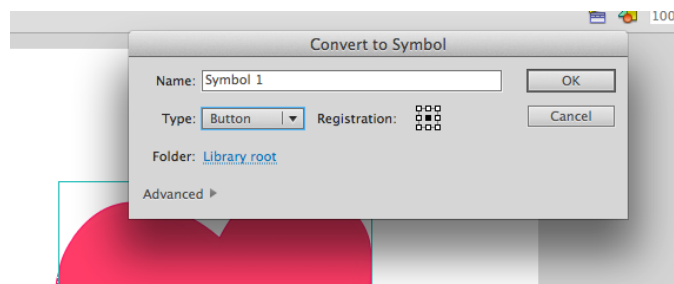 100
Convert to Symbol
Name: Symbol 1 OK
Type: Button Registration: Cancel
Folder: Library root
Advanced